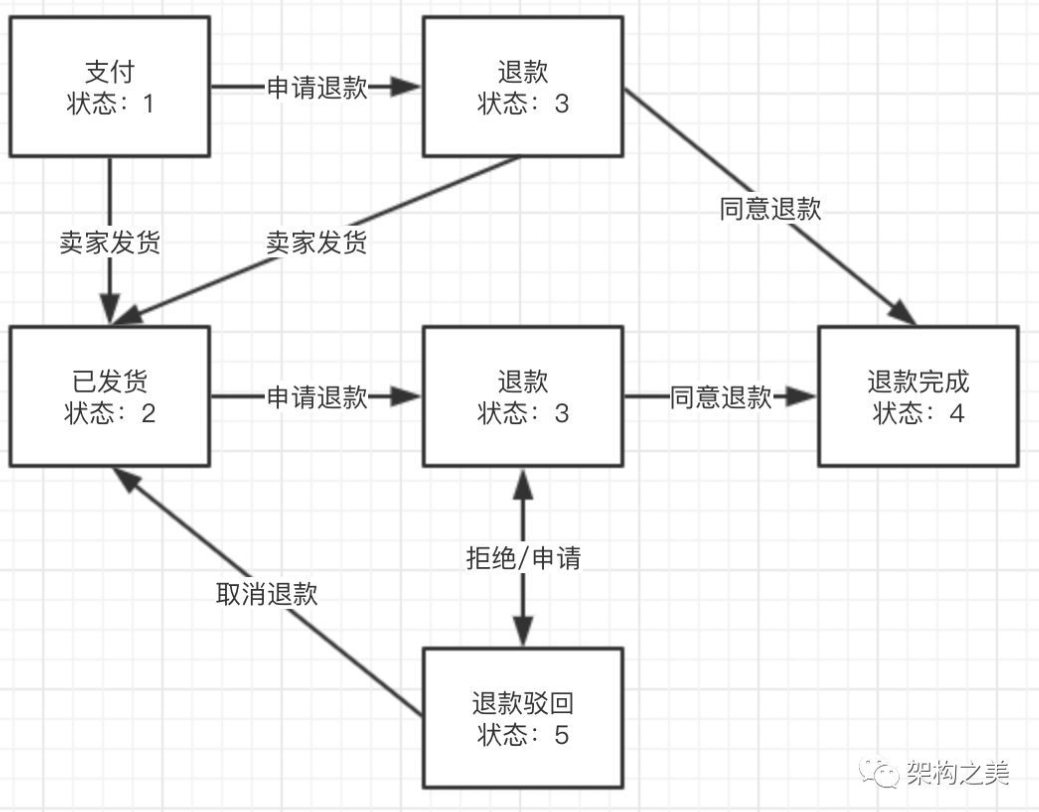 支付
状态：1
申请退款
退款
状态：3
同意退款
卖家发货
卖家发货
已发货
状态：2
申请退款
退款
状态：3
同意退款
退款完成
状态：4
拒绝/申请
取消退款
退款驳回
状态：5
架构之美